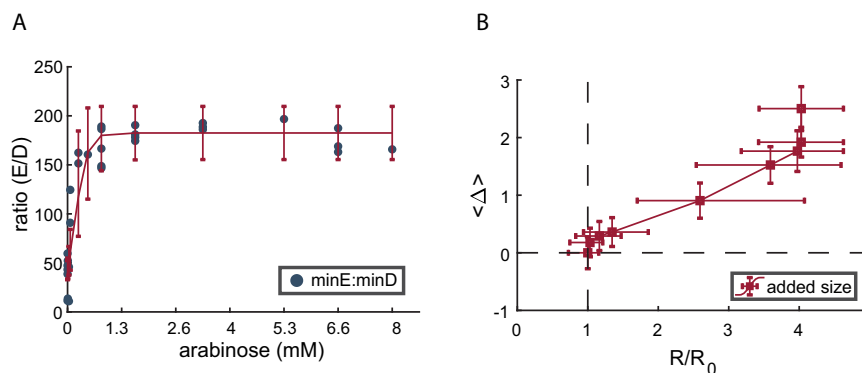 A
250
200
150
100
50
0
ratio (E/D)
0 1.3 2.6 4 5.3 6.6 8
arabinose (mM)
minE:minD
B
3
2
1
0
-1
<Δ>
0 1 2 3 4
R/R0
added size